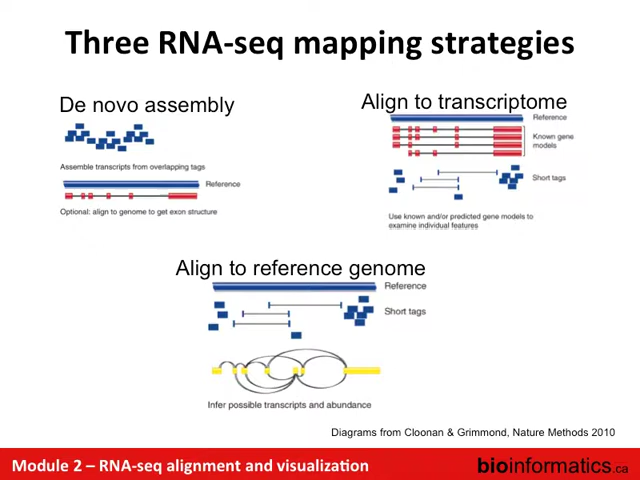 Three RNA-seq mapping strategies
De novo assembly
Assemble transcripts from overlapping tags
Reference
Optional: align to genome to get exon structure
Align to transcriptome
Reference
Known gene
models
Short tags
Use known and/or predicted gene models to
examine individual features
Align to reference genome
Reference
Short tags
Infer possible transcripts and abundance
Diagrams from Cloonan & Grimmond, Nature Methods 2010
Module 2 – RNA-seq alignment and visualization
bioinformatics.ca